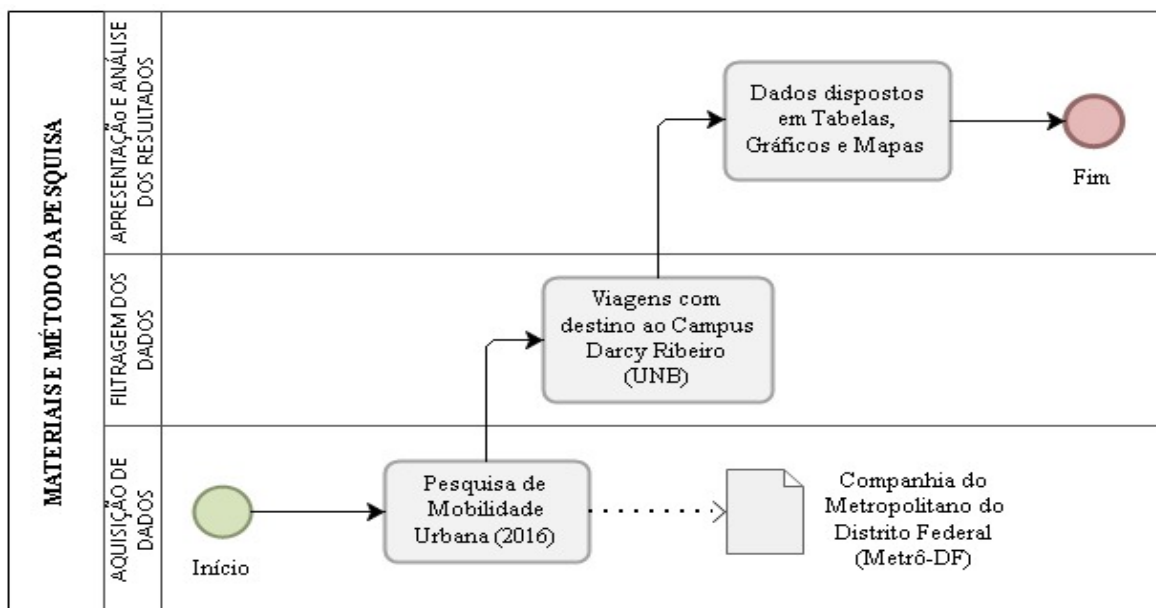 MATERIAIS E MÉTODO DA PESQUISA
APRESENTAÇÃO E ANÁLISE
DOS RESULTADOS
Dados dispostos
em Tabelas,
Gráficos e Mapas
Fim
FILTRAGEM DOS
DADOS
Viagens com
destino ao Campus
Darcy Ribeiro
(UNB)
AQUISIÇÃO DE
DADOS
Início
Pesquisa de
Mobilidade
Urbana (2016)
Companhia do
Metropolitano do
Distrito Federal
(Metrô-DF)